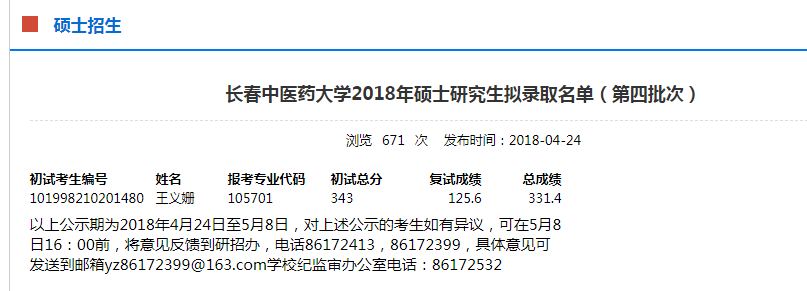 硕士招生
长春中医药大学2018年硕士研究生拟录取名单（第四批次）
浏览 671 次 发布时间：2018-04-24
初试考生编号 姓名 报考专业代码 初试总分 复试成绩 总成绩
101998210201480 王义姗 105701 343 125.6 331.4
以上公示期为2018年4月24日至5月8日，对上述公示的考生如有异议，可在5月8
日16：00前，将意见反馈到研招办，电话86172413，86172399，具体意见可
发送到邮箱yz86172399@163.com学校纪监审办公室电话：86172532